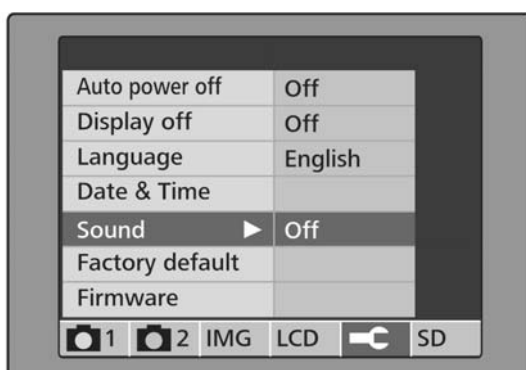 Auto power off Off
Display off Off
Language English
Date & Time
Sound Off
Factory default
Firmware
1 2 IMG LCD SD